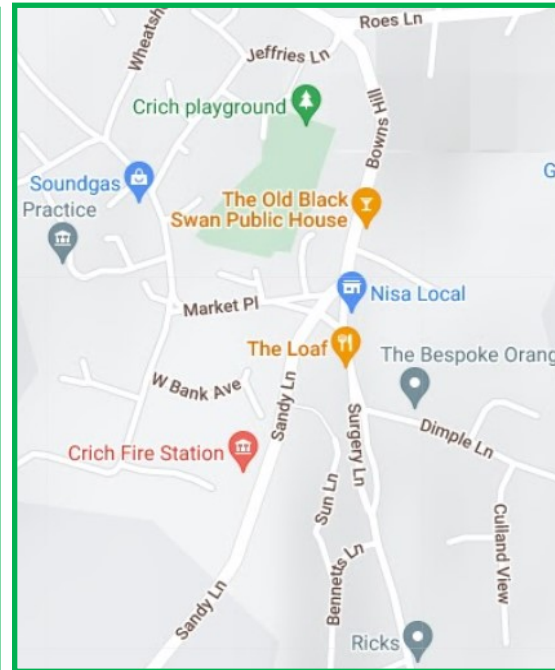 Roes Ln
Wheatsh
Jeffries Ln
Crich playground
Bowns Hill
Soundgas
The Old Black
Swan Public House
G
Practice
Market Pl
Nisa Local
The Loaf
The Bespoke Orang
W Bank Ave
Sandy Ln
Surgery Ln
Dimple Ln
Crich Fire Station
Sun Ln
Culland View
Bennetts Ln
Sandy Ln
Ricks